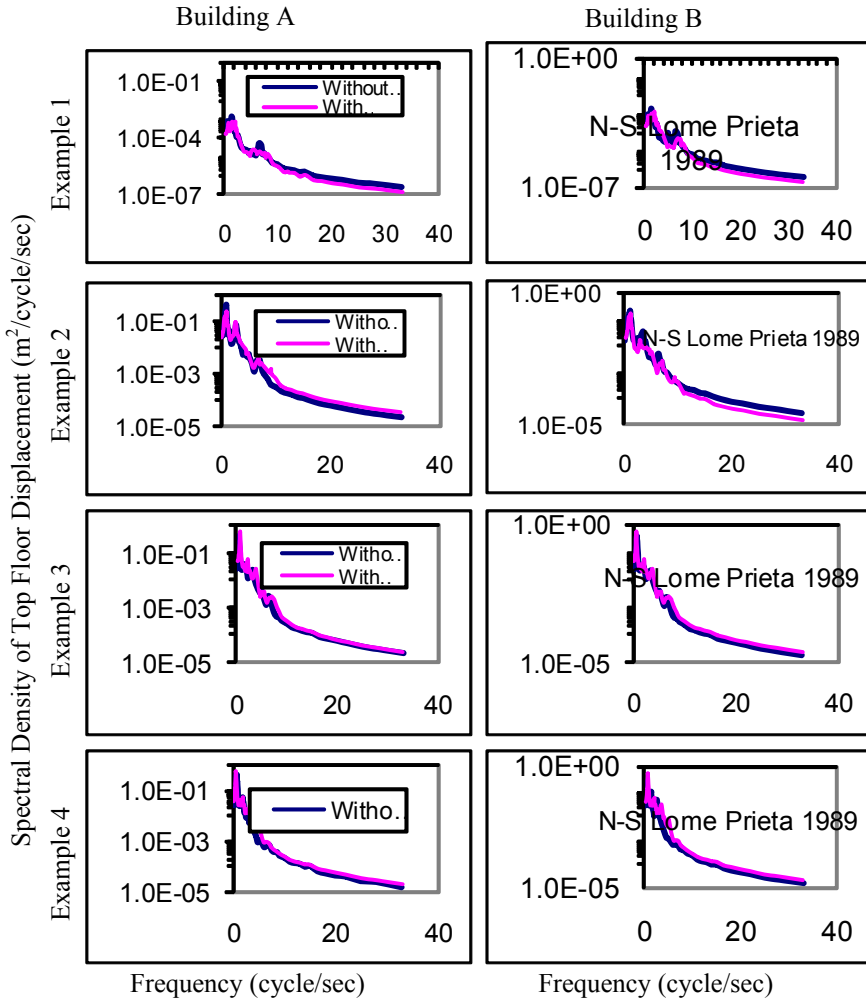 Building A
Building B
Spectral Density of Top Floor Displacement (m²/cycle/sec)
Example 1
1.0E-01
1.0E-04
1.0E-07
Without..
With..
0 10 20 30 40
1.0E+00
1.0E-07
N-S Lome Prieta
1989
0 10 20 30 40
Example 2
1.0E-01
1.0E-03
1.0E-05
Witho..
With..
0 20 40
1.0E+00
1.0E-05
N-S Lome Prieta 1989
0 20 40
Example 3
1.0E-01
1.0E-03
1.0E-05
Witho..
With..
0 20 40
1.0E+00
1.0E-05
N-S Lome Prieta 1989
0 20 40
Example 4
1.0E-01
1.0E-03
1.0E-05
Witho..
0 20 40
1.0E+00
1.0E-05
N-S Lome Prieta 1989
0 20 40
Frequency (cycle/sec)
Frequency (cycle/sec)